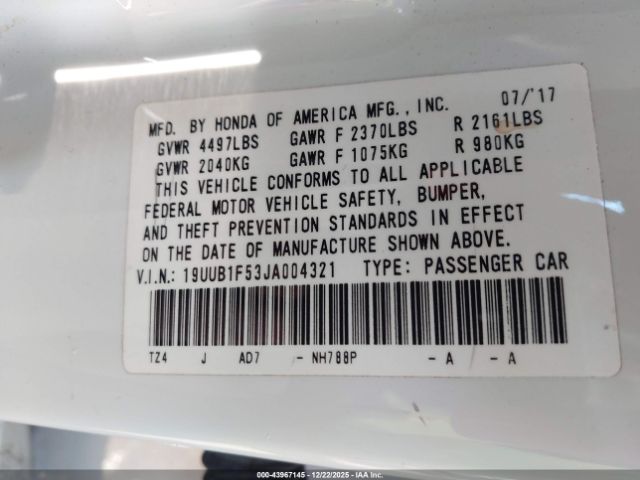 MFD. BY HONDA OF AMERICA MFG., INC. 07/'17
GVWR 4497LBS GAWR F 2370LBS R 2161LBS
GVWR 2040KG GAWR F 1075KG R 980KG
THIS VEHICLE CONFORMS TO ALL APPLICABLE
FEDERAL MOTOR VEHICLE SAFETY, BUMPER,
AND THEFT PREVENTION STANDARDS IN EFFECT
ON THE DATE OF MANUFACTURE SHOWN ABOVE.
V.I.N.: 19UUB1F53JA004321 TYPE: PASSENGER CAR
TZ4 J AD7 - NH788P - A - A
000-43967145 - 12/22/2025 - IAA Inc.